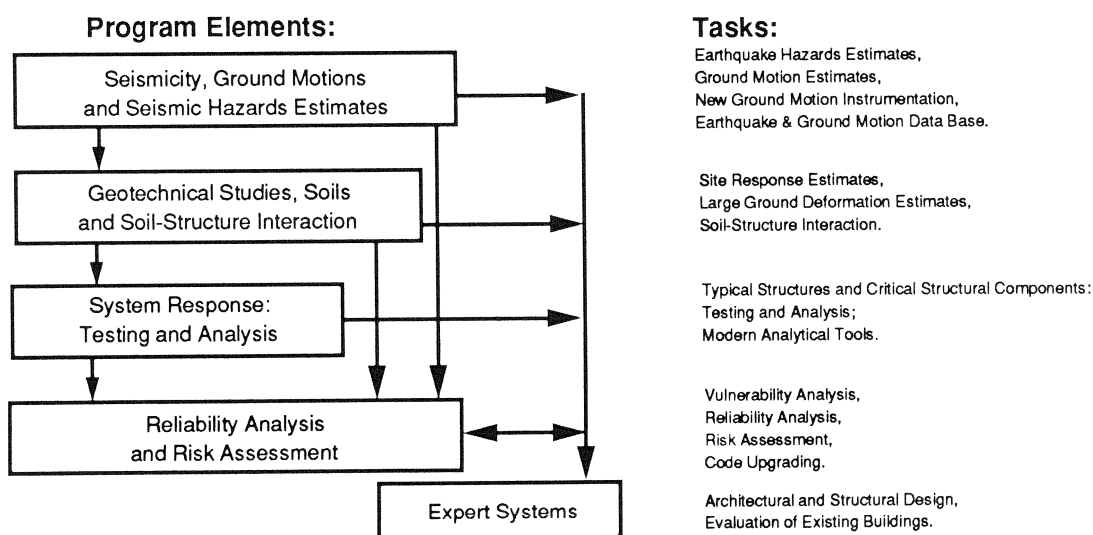 Program Elements:
Seismicity, Ground Motions
and Seismic Hazards Estimates
Geotechnical Studies, Soils
and Soil-Structure Interaction
System Response:
Testing and Analysis
Reliability Analysis
and Risk Assessment
Expert Systems
Tasks:
Earthquake Hazards Estimates,
Ground Motion Estimates,
New Ground Motion Instrumentation,
Earthquake & Ground Motion Data Base.
Site Response Estimates,
Large Ground Deformation Estimates,
Soil-Structure Interaction.
Typical Structures and Critical Structural Components:
Testing and Analysis;
Modern Analytical Tools.
Vulnerability Analysis,
Reliability Analysis,
Risk Assessment,
Code Upgrading.
Architectural and Structural Design,
Evaluation of Existing Buildings.